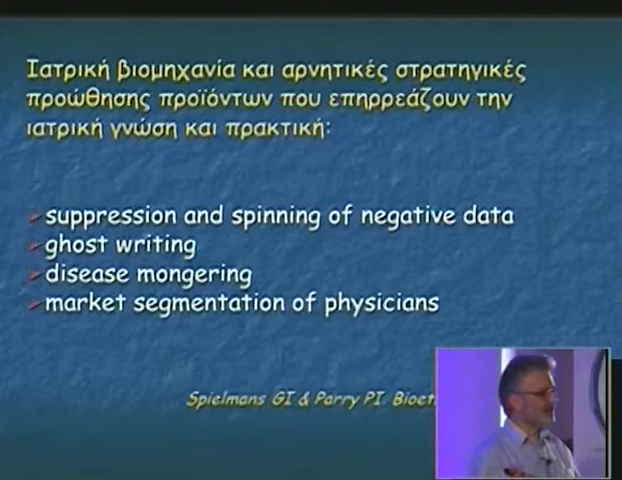 Ιατρική βιομηχανία και αρνητικές στρατηγικές
προώθησης προϊόντων που επηρρεάζουν την
ιατρική γνώση και πρακτική:
suppression and spinning of negative data
ghost writing
disease mongering
market segmentation of physicians
Spielmans GI & Parry PI.